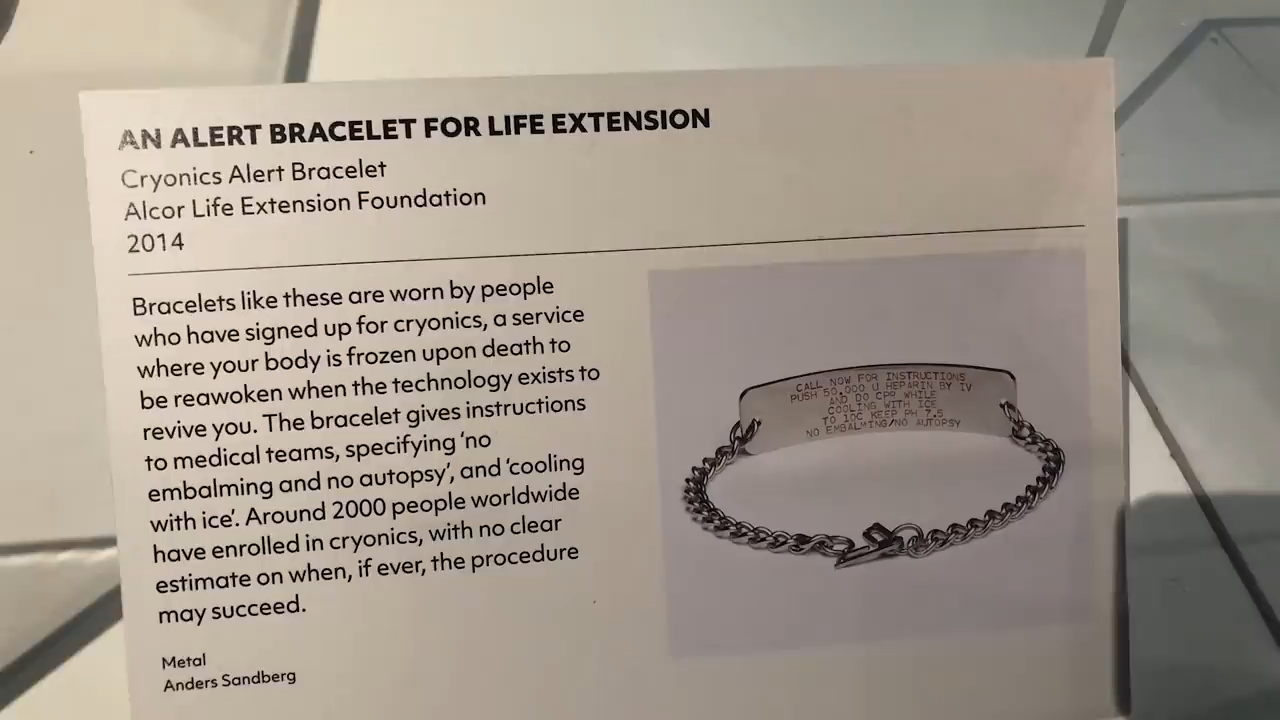 AN ALERT BRACELET FOR LIFE EXTENSION
Cryonics Alert Bracelet
Alcor Life Extension Foundation
2014
Bracelets like these are worn by people
who have signed up for cryonics, a service
where your body is frozen upon death to
be reawoken when the technology exists to
revive you. The bracelet gives instructions
to medical teams, specifying ‘no
embalming and no autopsy’, and ‘cooling
with ice’. Around 2000 people worldwide
have enrolled in cryonics, with no clear
estimate on when, if ever, the procedure
may succeed.
Metal
Anders Sandberg
CALL NOW FOR INSTRUCTIONS
PUSH 50,000 U HEPARIN BY IV
AND DO CPR WHILE
COOLING WITH ICE
TO 10C KEEP PH 7.5
NO EMBALMING/NO AUTOPSY